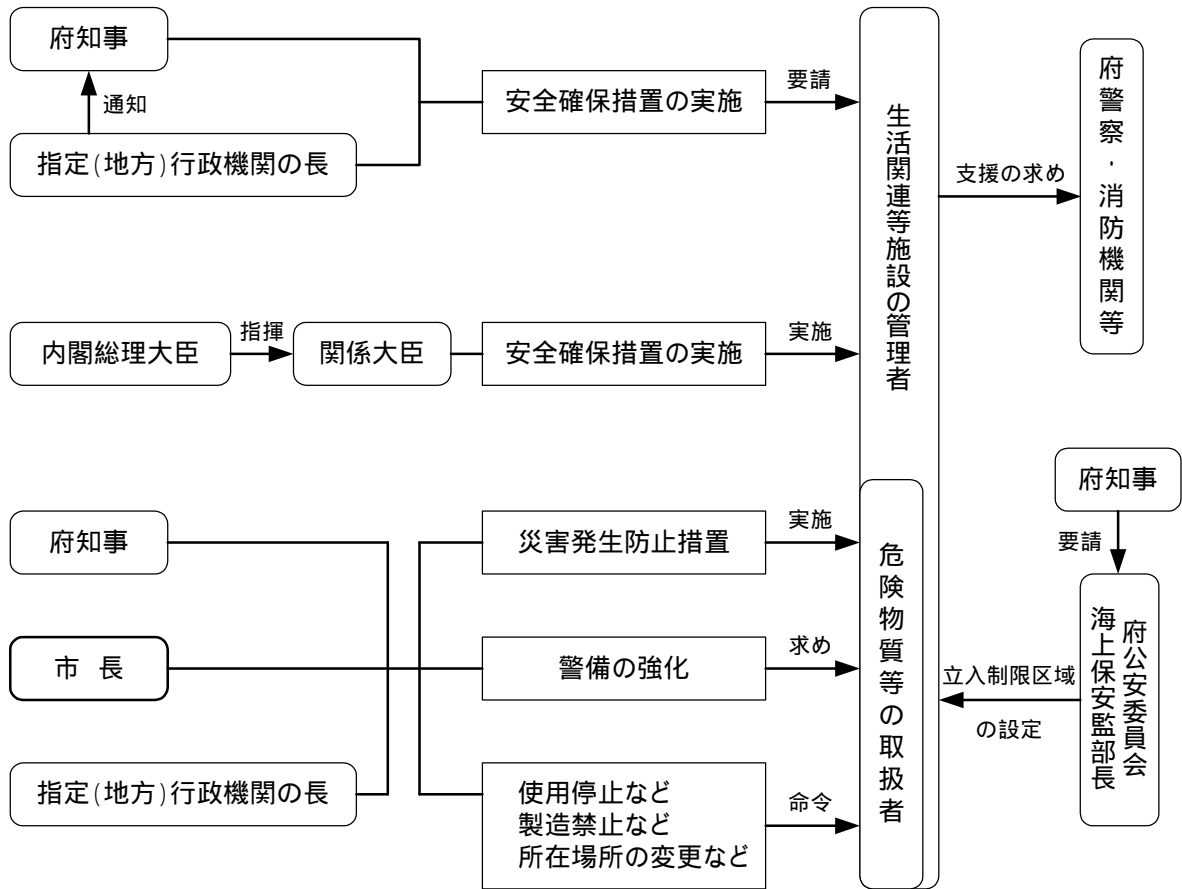 府知事
通知
指定(地方)行政機関の長
安全確保措置の実施
要請
生活関連等施設の管理者
支援の求め
府警察・消防機関等
内閣総理大臣
指揮
関係大臣
安全確保措置の実施
実施
府知事
市 長
指定(地方)行政機関の長
災害発生防止措置
実施
警備の強化
求め
使用停止など
製造禁止など
所在場所の変更など
命令
危険物質等の取扱者
府知事
要請
府公安委員会
海上保安監部長
立入制限区域
の設定